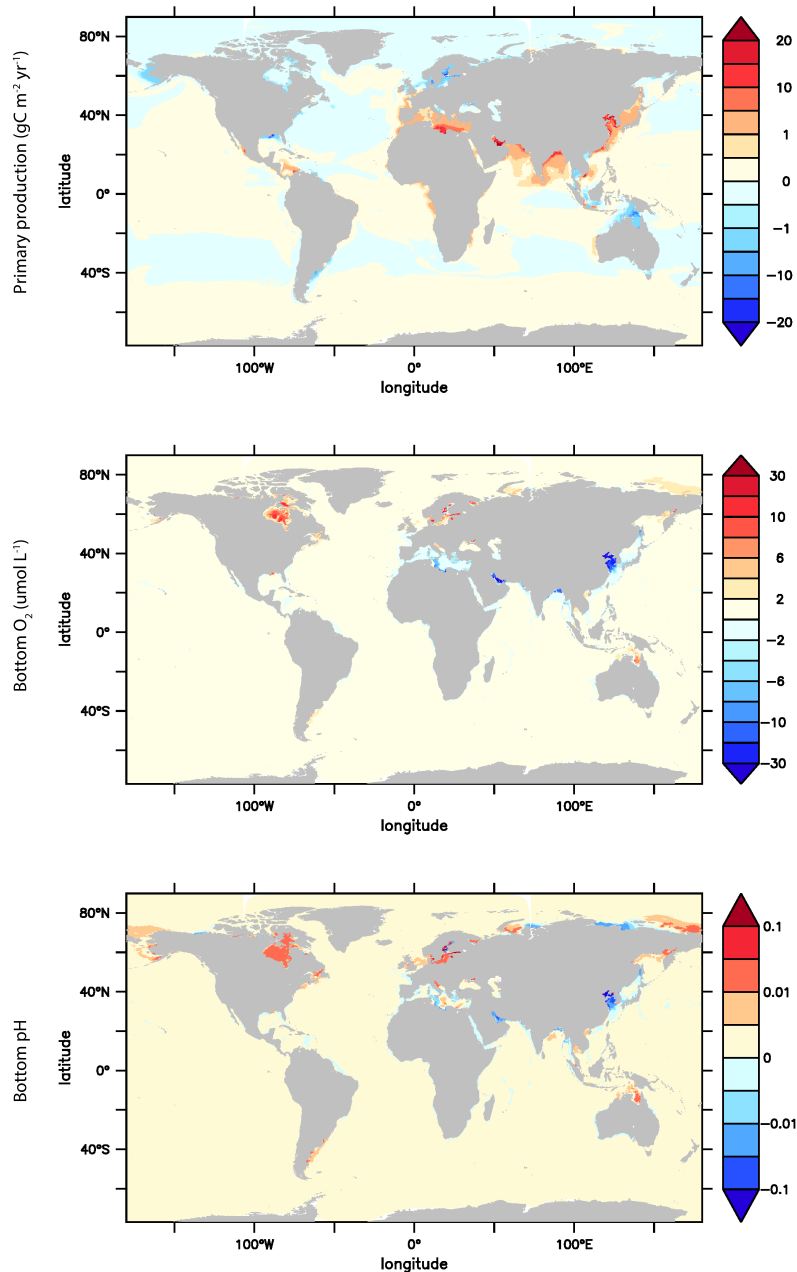 Primary production (gC m⁻² yr⁻¹)
latitude
80°N
40°N
0°
40°S
100°W
0°
100°E
longitude
20
10
1
0
−1
−10
−20
Bottom O₂ (umol L⁻¹)
latitude
80°N
40°N
0°
40°S
100°W
0°
100°E
longitude
30
10
6
2
−2
−6
−10
−30
Bottom pH
latitude
80°N
40°N
0°
40°S
100°W
0°
100°E
longitude
0.1
0.01
0
−0.01
−0.1